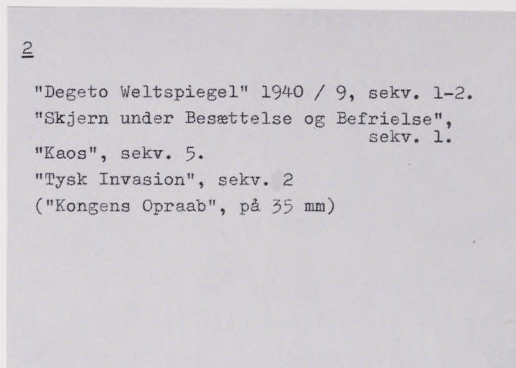 2
"Degeto Weltspiegel" 1940 / 9, sekv. 1-2.
"Skjern under Besættelse og Befrielse",
sekv. 1.
"Kaos", sekv. 5.
"Tysk Invasion", sekv. 2
("Kongens Opraab", på 35 mm)